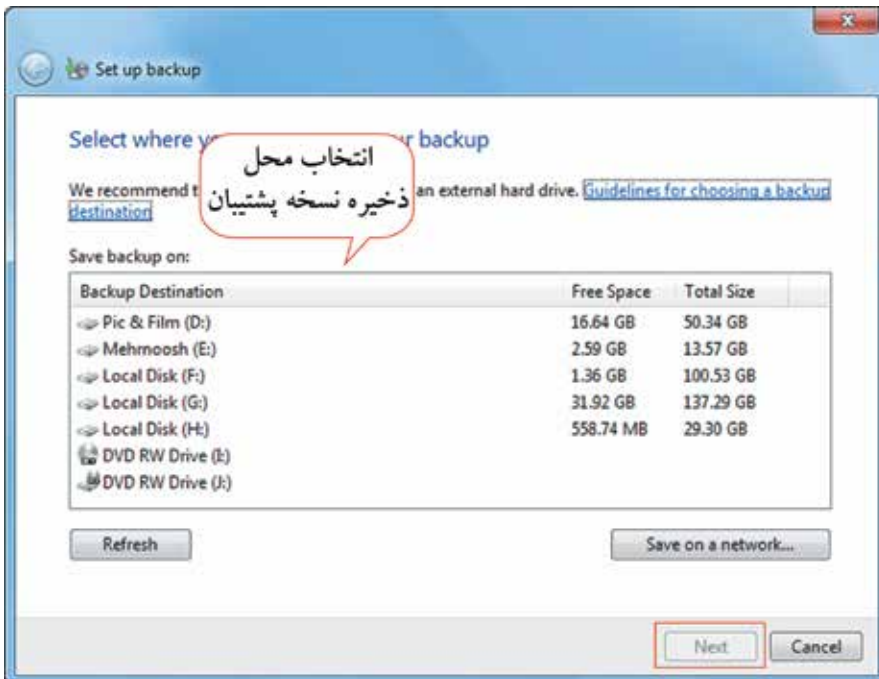 Set up backup
Select where y r backup
انتخاب محل
ذخیره نسخه پشتیبان
We recommend t an external hard drive. Guidelines for choosing a backup
destination
Save backup on:
Backup Destination Free Space Total Size
Pic & Film (D:) 16.64 GB 50.34 GB
Mehrnoosh (E:) 2.59 GB 13.57 GB
Local Disk (F:) 1.36 GB 100.53 GB
Local Disk (G:) 31.92 GB 137.29 GB
Local Disk (H:) 558.74 MB 29.30 GB
DVD RW Drive (I:)
DVD RW Drive (J:)
Refresh Save on a network...
Next Cancel